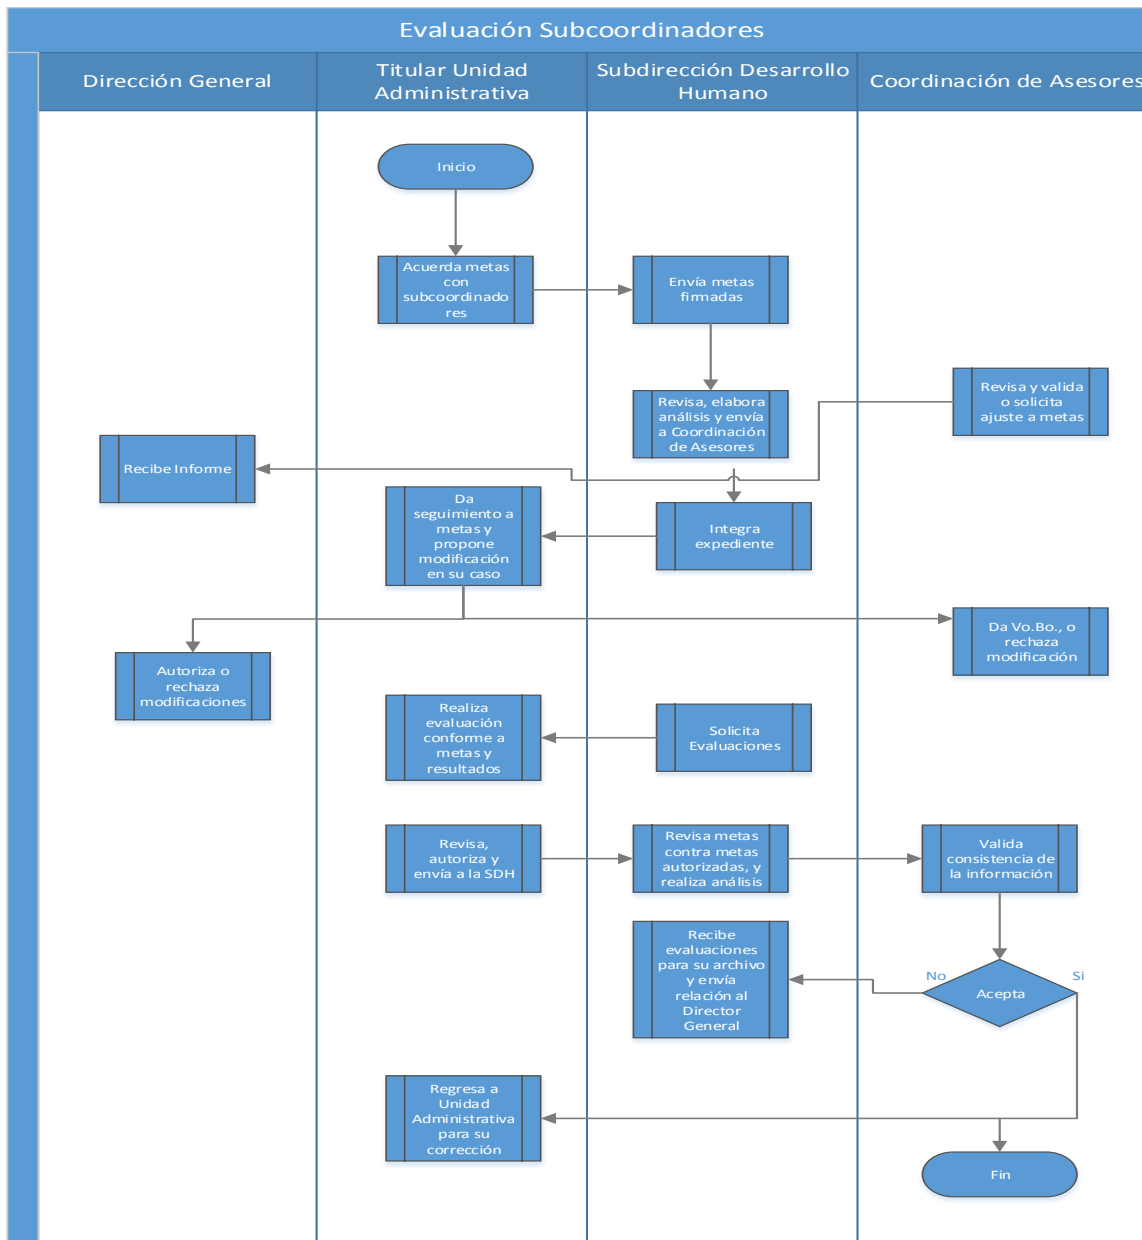 Evaluación Subcoordinadores
Dirección General
Titular Unidad
Administrativa
Subdirección Desarrollo
Humano
Coordinación de Asesores
Inicio
Acuerda metas
con
subcoordinado
res
Envía metas
firmadas
Revisa y valida
o solicita
ajuste a metas
Revisa, elabora
análisis y envía
a Coordinación
de Asesores
Recibe Informe
Da
seguimiento a
metas y
propone
modificación
en su caso
Integra
expediente
Da Vo.Bo., o
rechaza
modificación
Autoriza o
rechaza
modificaciones
Realiza
evaluación
conforme a
metas y
resultados
Solicita
Evaluaciones
Revisa,
autoriza y
envía a la SDH
Revisa metas
contra metas
autorizadas, y
realiza análisis
Valida
consistencia de
la información
Recibe
evaluaciones
para su archivo
y envía
relación al
Director
General
No
Acepta
Si
Regresa a
Unidad
Administrativa
para su
corrección
Fin